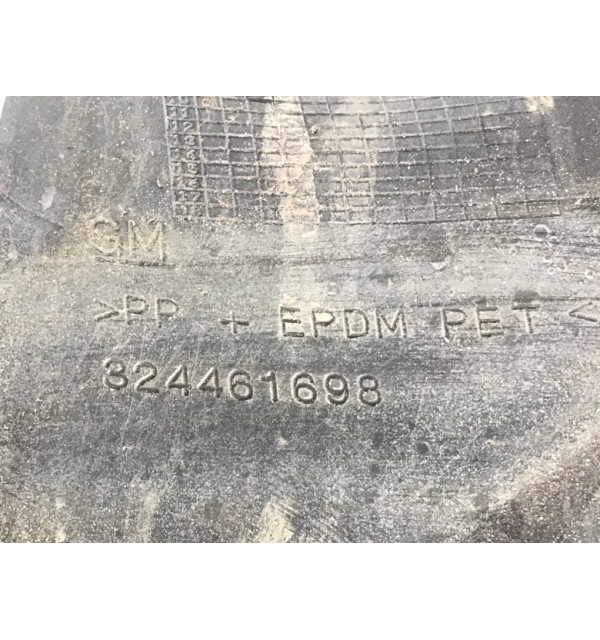 GM
>PP + EPDM PET<
324461698